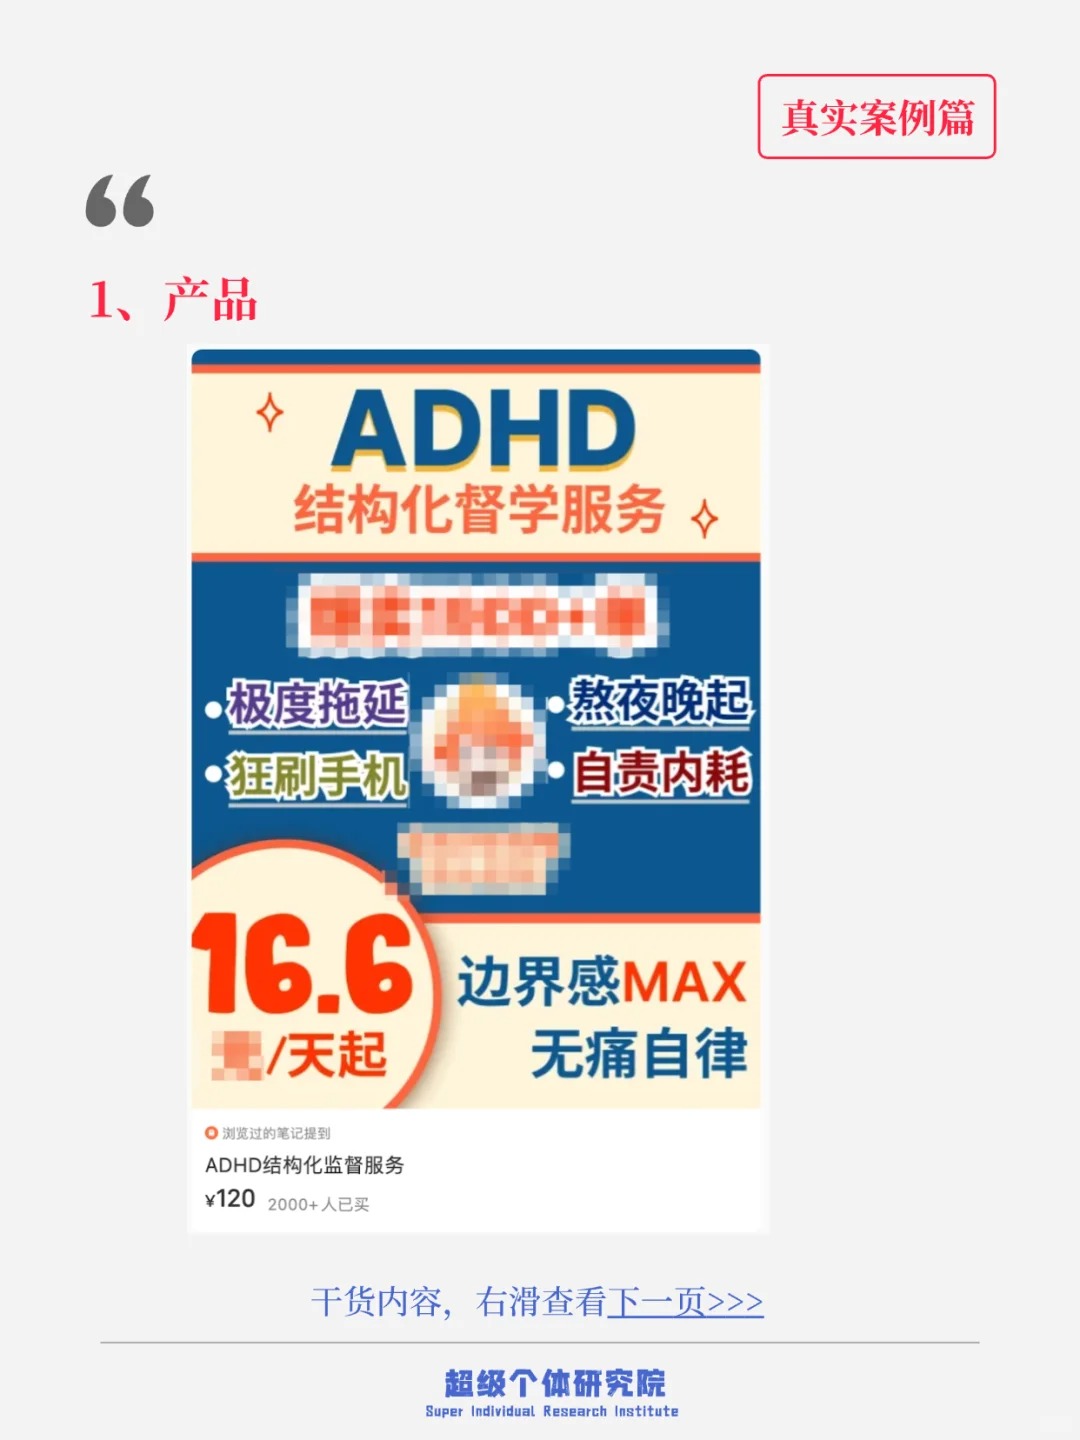 真实案例篇
“
1、产品
ADHD
结构化督学服务
极度拖延
熬夜晚起
狂刷手机
自责内耗
16.6
/天起
边界感MAX
无痛自律
浏览过的笔记提到
ADHD结构化监督服务
¥120 2000+人已买
干货内容，右滑查看下一页>>>
超级个体研究院
Super Individual Research Institute